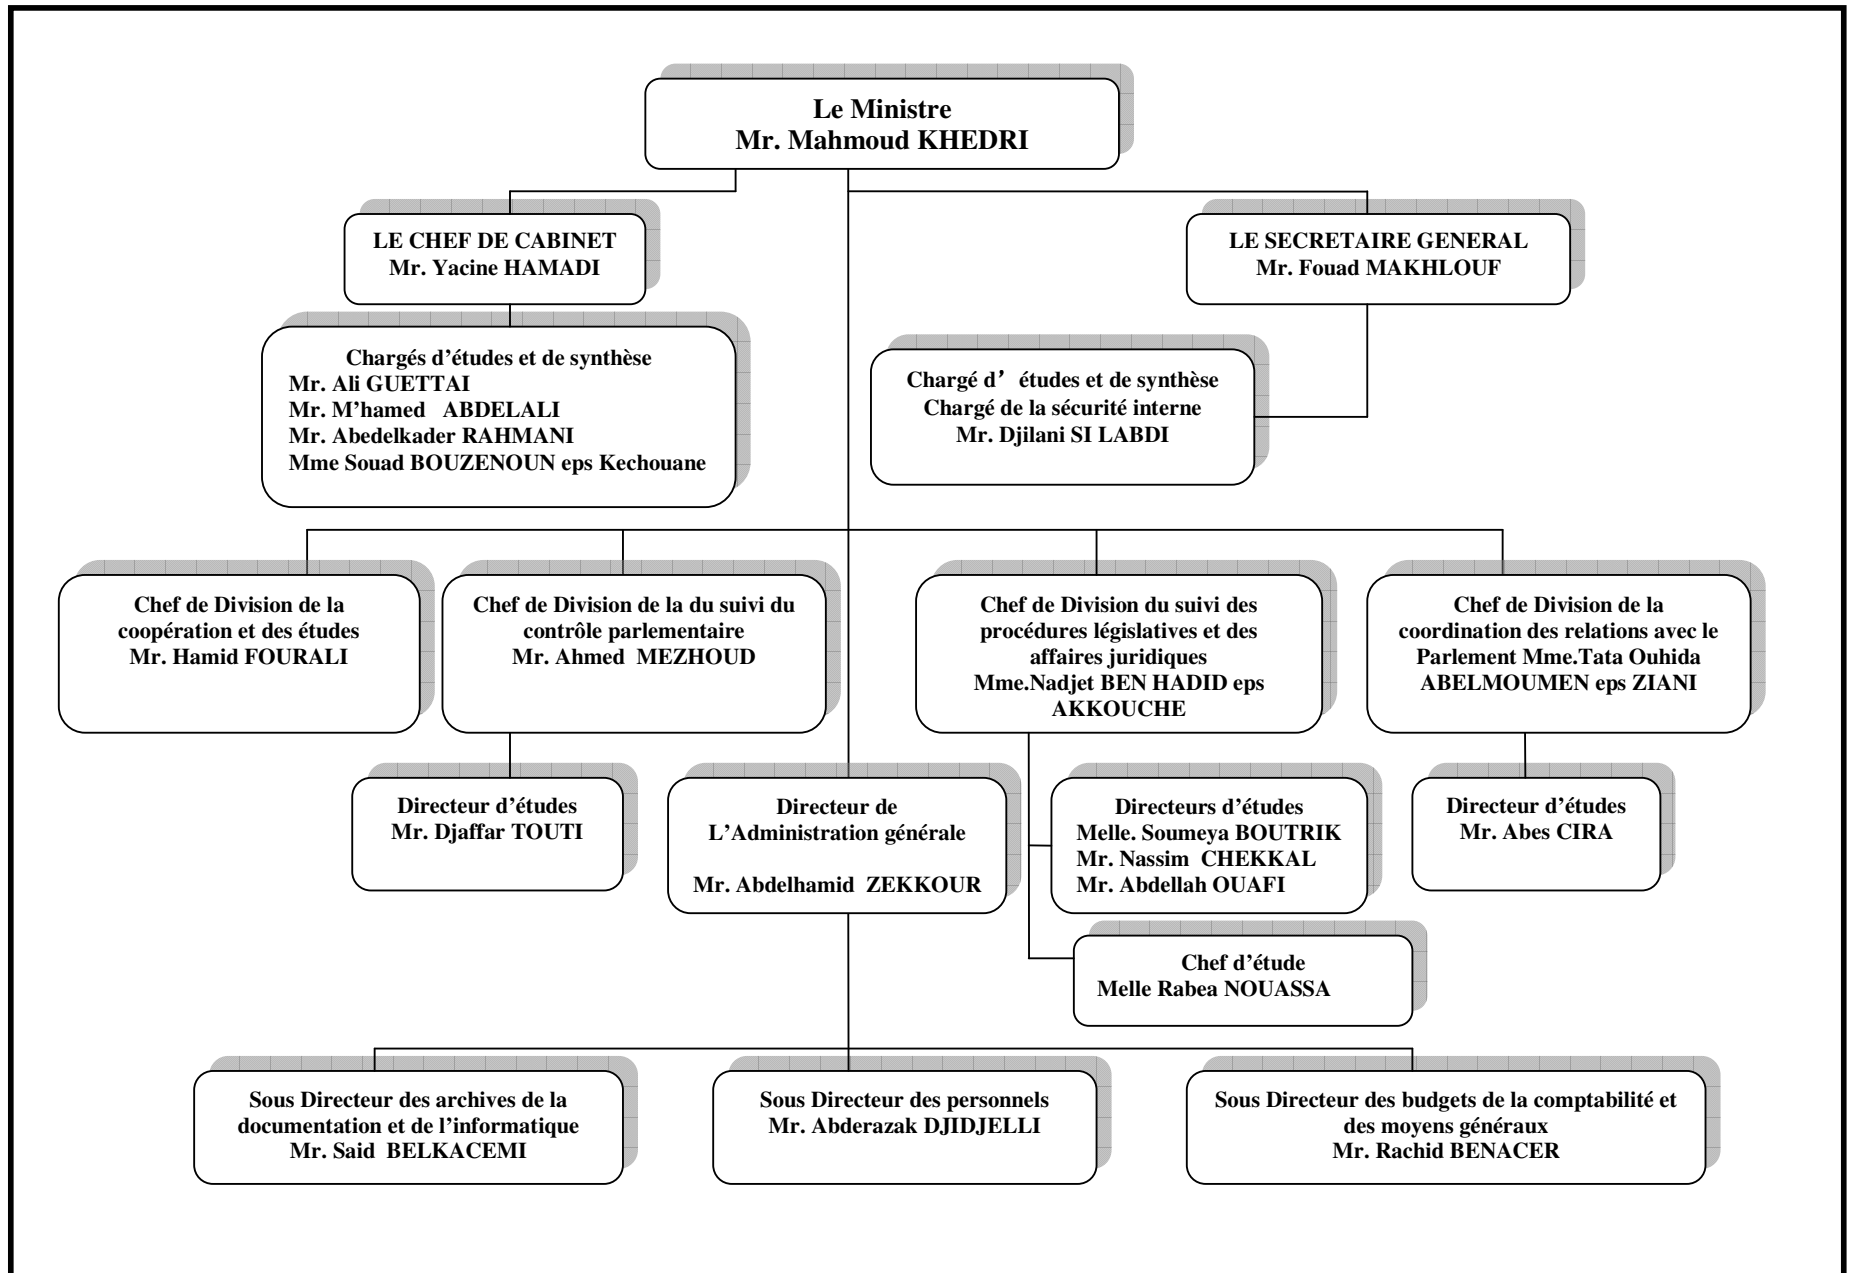 Le Ministre
Mr. Mahmoud KHEDRI
LE CHEF DE CABINET
Mr. Yacine HAMADI
LE SECRETAIRE GENERAL
Mr. Fouad MAKHLOUF
Chargés d’études et de synthèse
Mr. Ali GUETTAI
Mr. M’hamed ABDELALI
Mr. Abedelkader RAHMANI
Mme Souad BOUZENOUN eps Kechouane
Chargé d’ études et de synthèse
Chargé de la sécurité interne
Mr. Djilani SI LABDI
Chef de Division de la
coopération et des études
Mr. Hamid FOURALI
Chef de Division de la du suivi du
contrôle parlementaire
Mr. Ahmed MEZHOUD
Chef de Division du suivi des
procédures législatives et des
affaires juridiques
Mme.Nadjet BEN HADID eps
AKKOUCHE
Chef de Division de la
coordination des relations avec le
Parlement Mme.Tata Ouhida
ABELMOUMEN eps ZIANI
Directeur d’études
Mr. Djaffar TOUTI
Directeur de
L’Administration générale
Mr. Abdelhamid ZEKKOUR
Directeurs d’études
Melle. Soumeya BOUTRIK
Mr. Nassim CHEKKAL
Mr. Abdellah OUAFI
Directeur d’études
Mr. Abes CIRA
Chef d’étude
Melle Rabea NOUASSA
Sous Directeur des archives de la
documentation et de l’informatique
Mr. Said BELKACEMI
Sous Directeur des personnels
Mr. Abderazak DJIDJELLI
Sous Directeur des budgets de la comptabilité et
des moyens généraux
Mr. Rachid BENACER